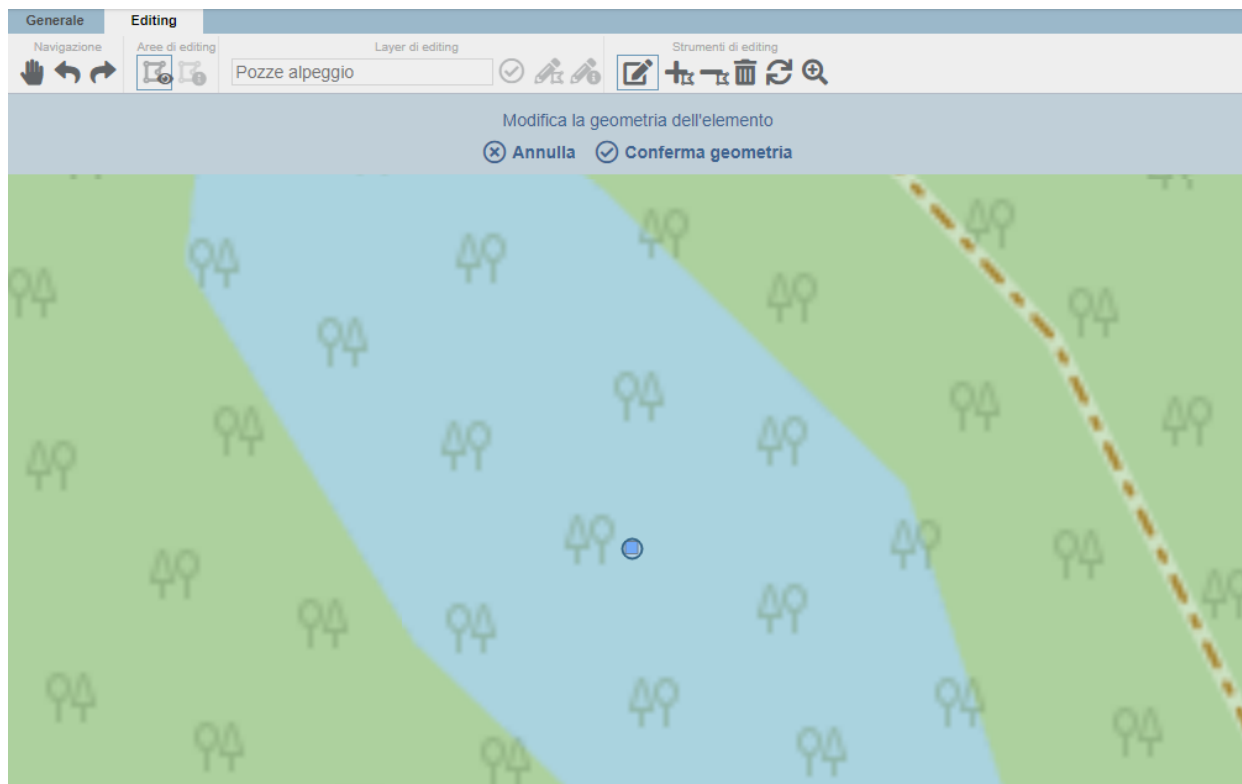 Generale Editing
Navigazione Aree di editing Layer di editing Strumenti di editing
Pozze alpeggio
Modifica la geometria dell'elemento
Annulla Conferma geometria